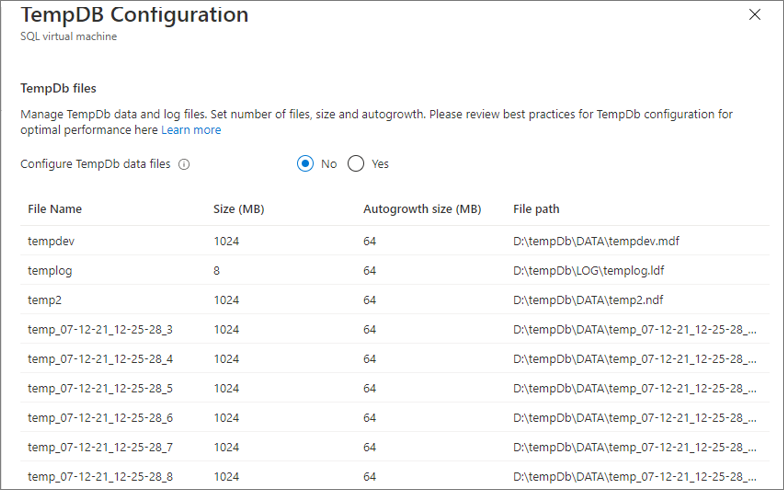 TempDB Configuration
SQL virtual machine
TempDb files
Manage TempDb data and log files. Set number of files, size and autogrowth. Please review best practices for TempDb configuration for
optimal performance here Learn more
Configure TempDb data files No Yes
File Name Size (MB) Autogrowth size (MB) File path
tempdev 1024 64 D:\tempDb\DATA\tempdev.mdf
templog 8 64 D:\tempDb\LOG\templog.ldf
temp2 1024 64 D:\tempDb\DATA\temp2.ndf
temp_07-12-21_12-25-28_3 1024 64 D:\tempDb\DATA\temp_07-12-21_12-25-28_...
temp_07-12-21_12-25-28_4 1024 64 D:\tempDb\DATA\temp_07-12-21_12-25-28_...
temp_07-12-21_12-25-28_5 1024 64 D:\tempDb\DATA\temp_07-12-21_12-25-28_...
temp_07-12-21_12-25-28_6 1024 64 D:\tempDb\DATA\temp_07-12-21_12-25-28_...
temp_07-12-21_12-25-28_7 1024 64 D:\tempDb\DATA\temp_07-12-21_12-25-28_...
temp_07-12-21_12-25-28_8 1024 64 D:\tempDb\DATA\temp_07-12-21_12-25-28_...